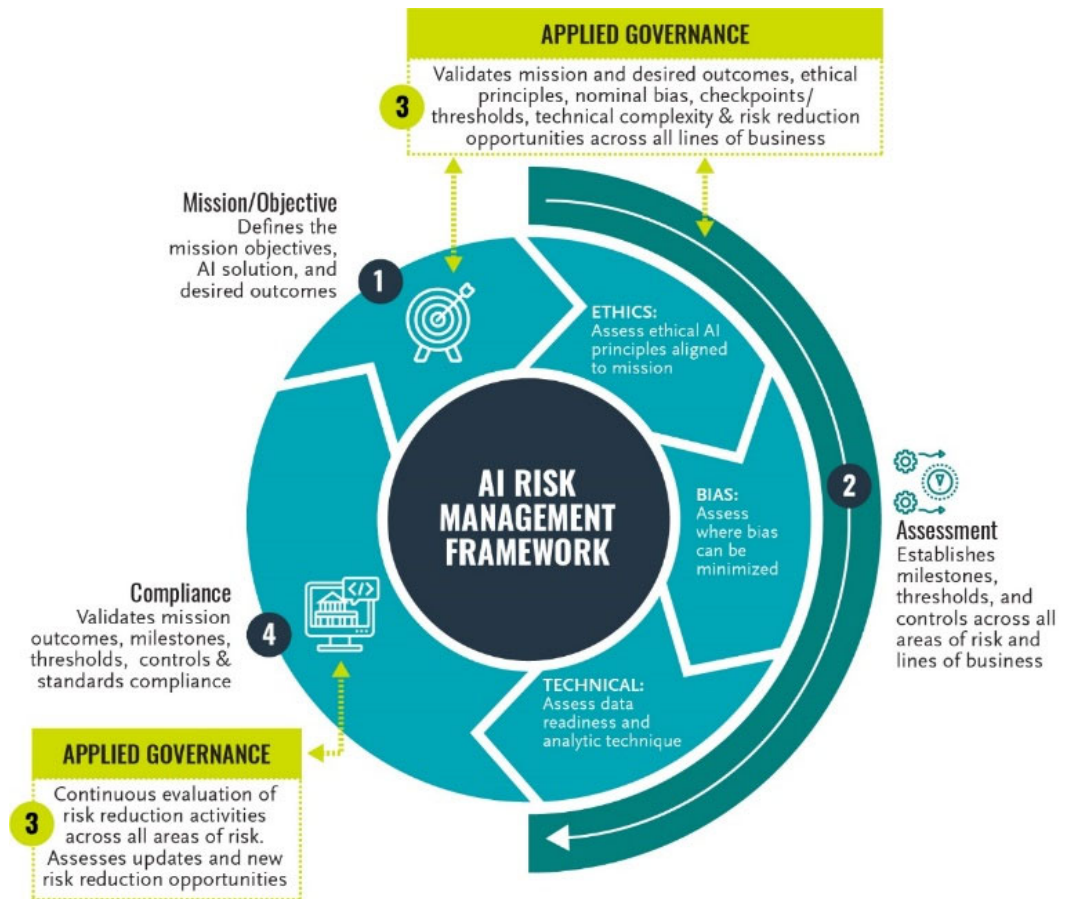 APPLIED GOVERNANCE
3
Validates mission and desired outcomes, ethical
principles, nominal bias, checkpoints/
thresholds, technical complexity & risk reduction
opportunities across all lines of business
Mission/Objective
Defines the
mission objectives,
AI solution, and
desired outcomes
1
ETHICS:
Assess ethical AI
principles aligned
to mission
AI RISK
MANAGEMENT
FRAMEWORK
BIAS:
Assess
where bias
can be
minimized
2
Assessment
Establishes
milestones,
thresholds, and
controls across all
areas of risk and
lines of business
Compliance
Validates mission
outcomes, milestones,
thresholds, controls &
standards compliance
4
</>
TECHNICAL:
Assess data
readiness and
analytic technique
APPLIED GOVERNANCE
3
Continuous evaluation of
risk reduction activities
across all areas of risk.
Assesses updates and new
risk reduction opportunities